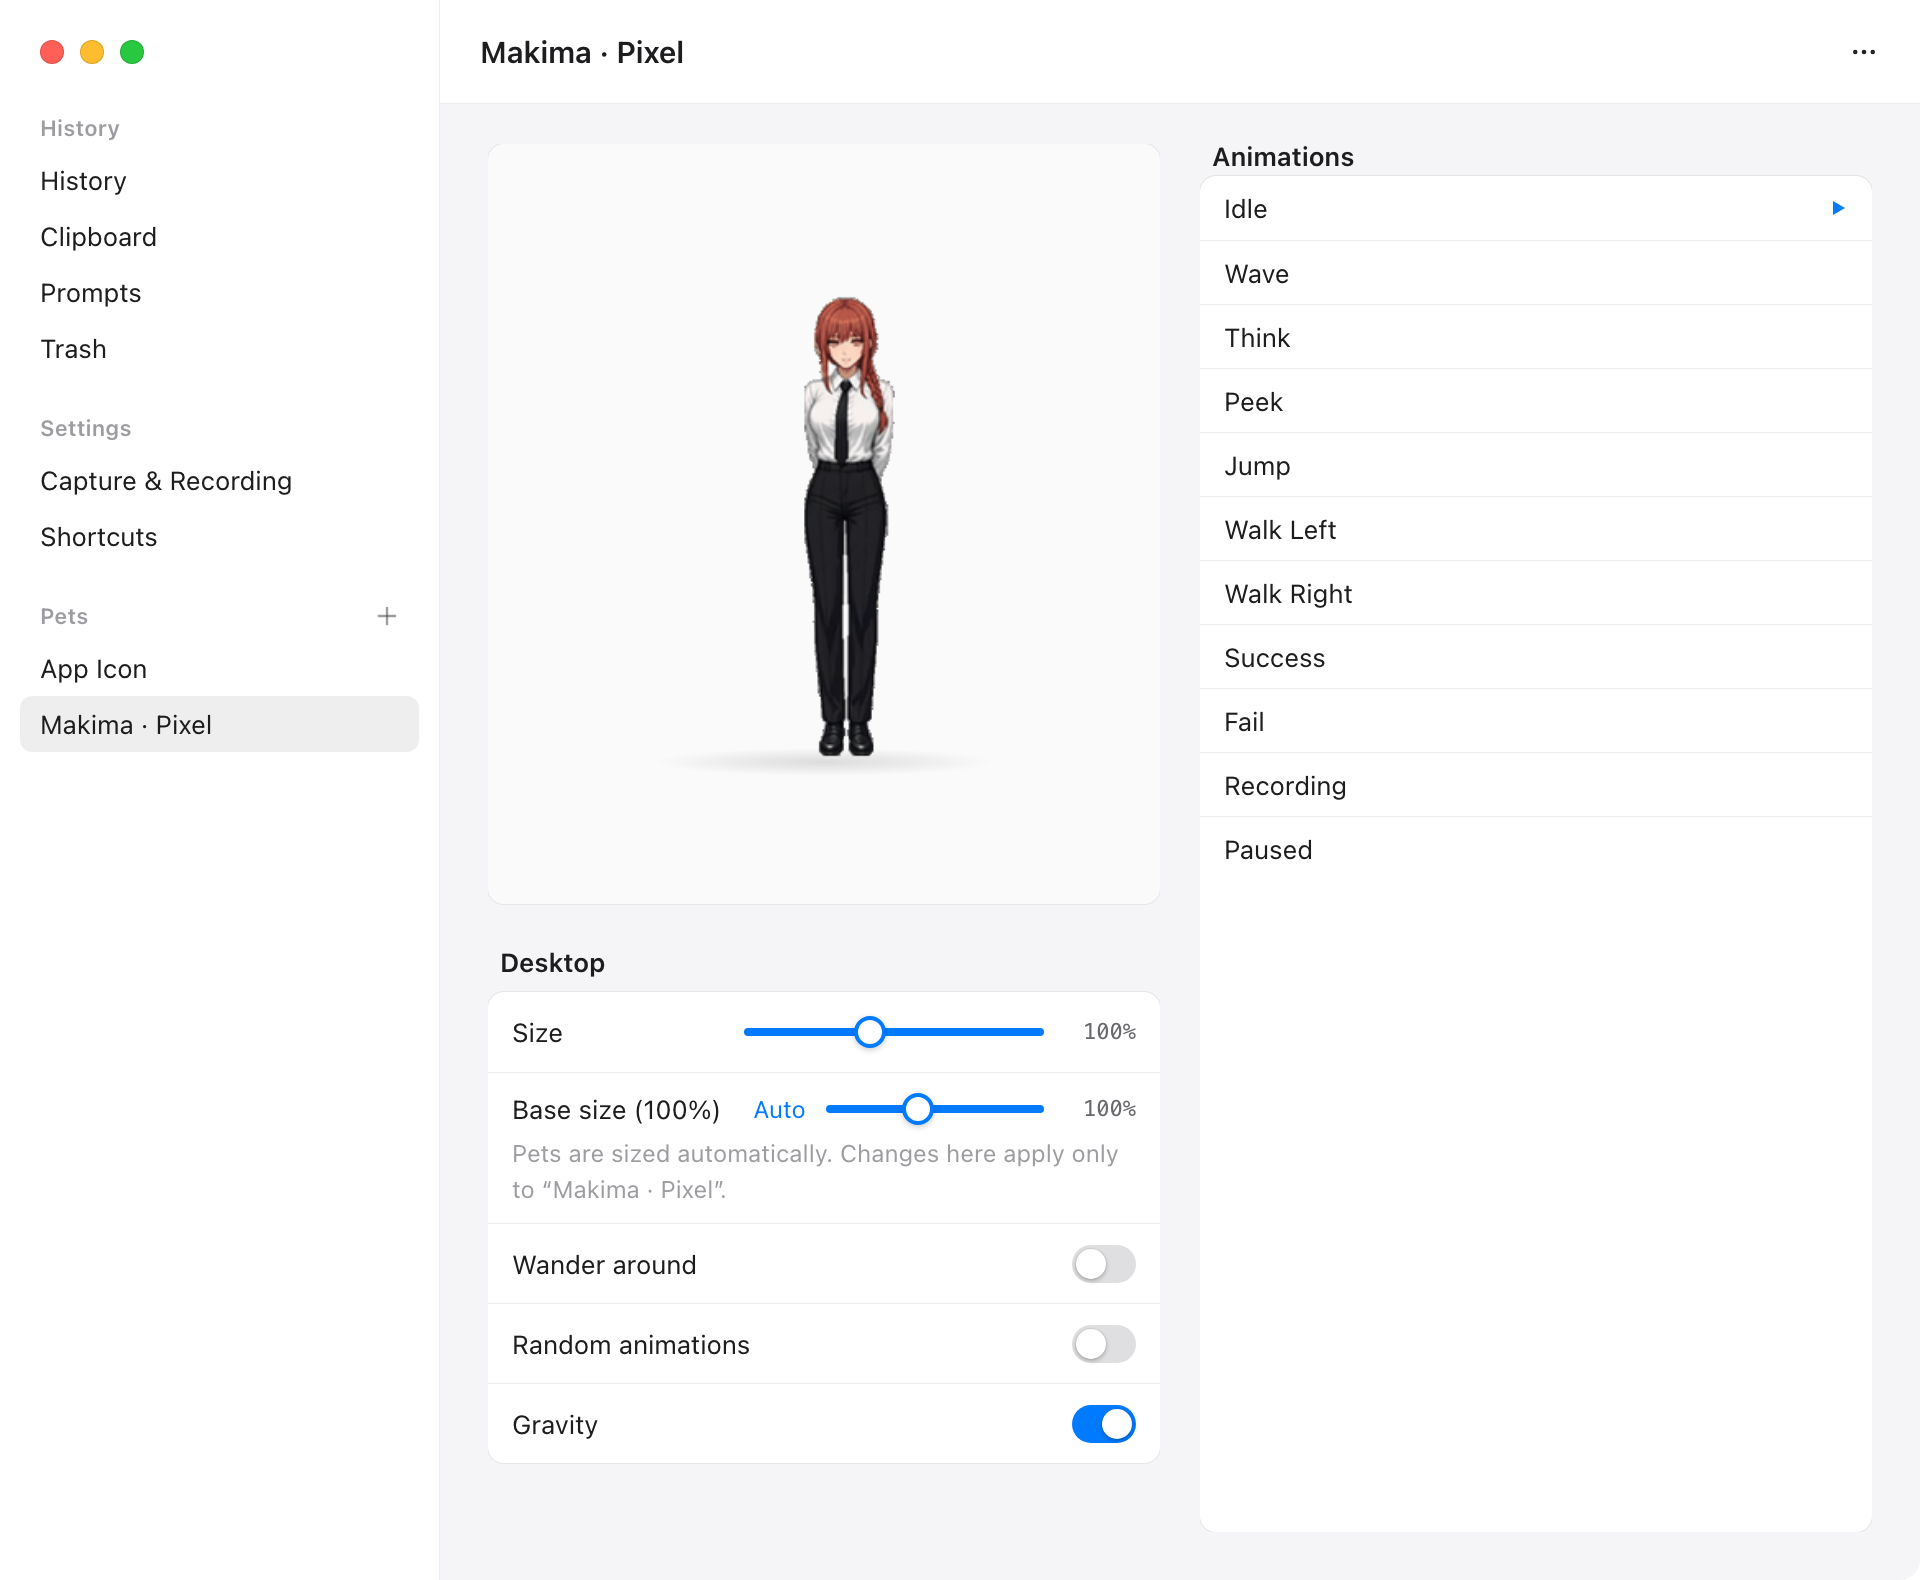 History
History
Clipboard
Prompts
Trash
Settings
Capture & Recording
Shortcuts
Pets
App Icon
Makima · Pixel
Makima · Pixel
Desktop
Size
100%
Base size (100%) Auto 100%
Pets are sized automatically. Changes here apply only
to “Makima · Pixel”.
Wander around
Random animations
Gravity
Animations
Idle
Wave
Think
Peek
Jump
Walk Left
Walk Right
Success
Fail
Recording
Paused